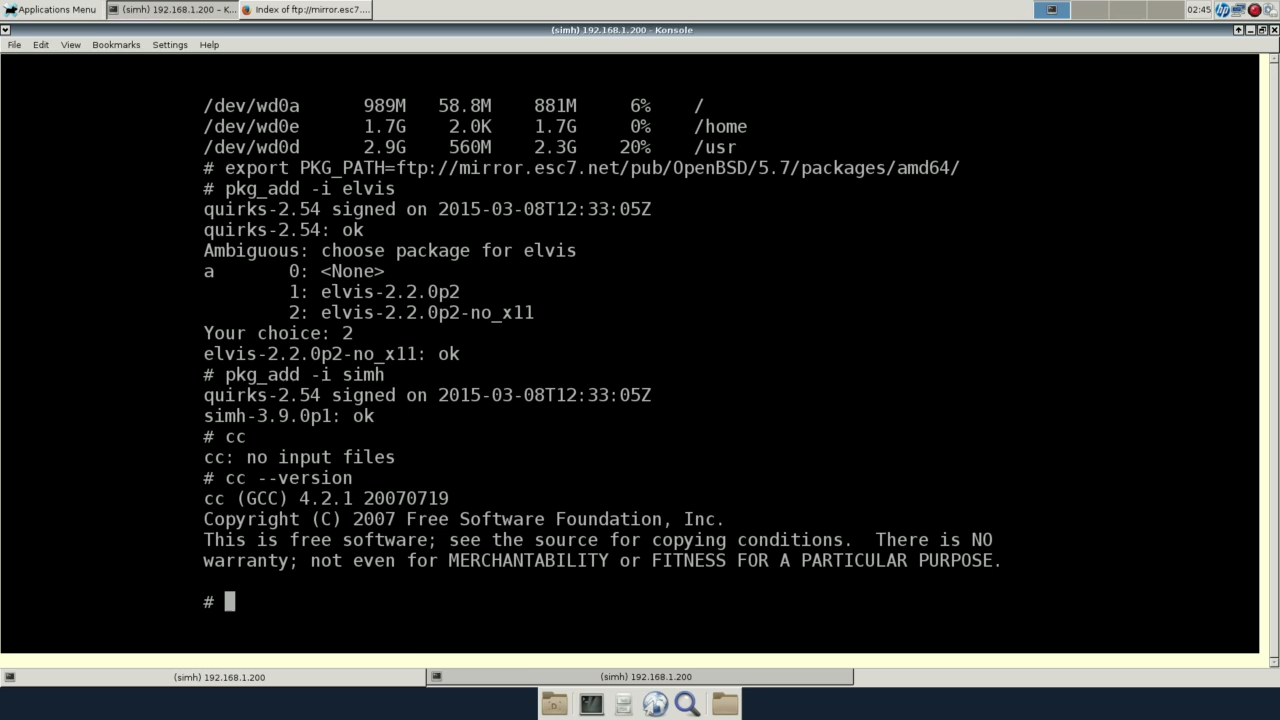 Applications Menu
(simh) 192.168.1.200 - K...
Index of ftp://mirror.esc7....
02:45
(simh) 192.168.1.200 - Konsole
File Edit View Bookmarks Settings Help
/dev/wd0a 989M 58.8M 881M 6% /
/dev/wd0e 1.7G 2.0K 1.7G 0% /home
/dev/wd0d 2.9G 560M 2.3G 20% /usr
# export PKG_PATH=ftp://mirror.esc7.net/pub/OpenBSD/5.7/packages/amd64/
# pkg_add -i elvis
quirks-2.54 signed on 2015-03-08T12:33:05Z
quirks-2.54: ok
Ambiguous: choose package for elvis
a 0: <None>
1: elvis-2.2.0p2
2: elvis-2.2.0p2-no_x11
Your choice: 2
elvis-2.2.0p2-no_x11: ok
# pkg_add -i simh
quirks-2.54 signed on 2015-03-08T12:33:05Z
simh-3.9.0p1: ok
# cc
cc: no input files
# cc --version
cc (GCC) 4.2.1 20070719
Copyright (C) 2007 Free Software Foundation, Inc.
This is free software; see the source for copying conditions.  There is NO
warranty; not even for MERCHANTABILITY or FITNESS FOR A PARTICULAR PURPOSE.
#
(simh) 192.168.1.200
(simh) 192.168.1.200